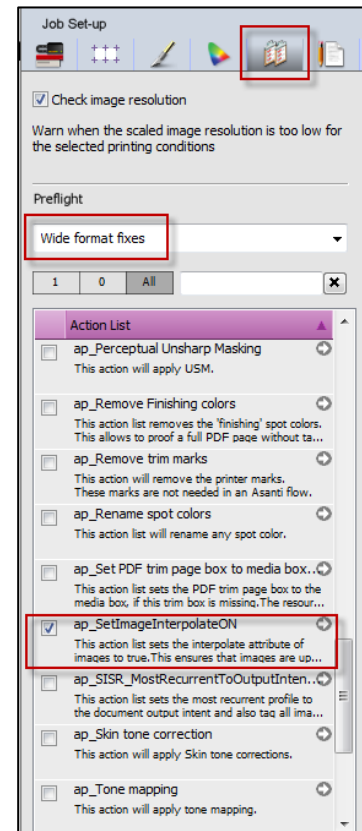 Job Set-up
Check image resolution
Warn when the scaled image resolution is too low for
the selected printing conditions
Preflight
Wide format fixes
1 0 All
Action List
ap_Perceptual Unsharp Masking
This action will apply USM.
ap_Remove Finishing colors
This action list removes the 'finishing' spot colors.
This allows to proof a full PDF page without ta...
ap_Remove trim marks
This action will remove the printer marks.
These marks are not needed in an Asanti flow.
ap_Rename spot colors
This action list will rename any spot color.
ap_Set PDF trim page box to media box...
This action list sets the PDF trim page box to the
media box, if this trim box is missing.The resour...
ap_SetImageInterpolateON
This action list sets the interpolate attribute of
images to true.This ensures that images are up...
ap_SISR_MostRecurrentToOutputInten...
This action list sets the most recurrent profile to
the document output intent and also tag all ima...
ap_Skin tone correction
This action will apply Skin tone corrections.
ap_Tone mapping
This action will apply tone mapping.